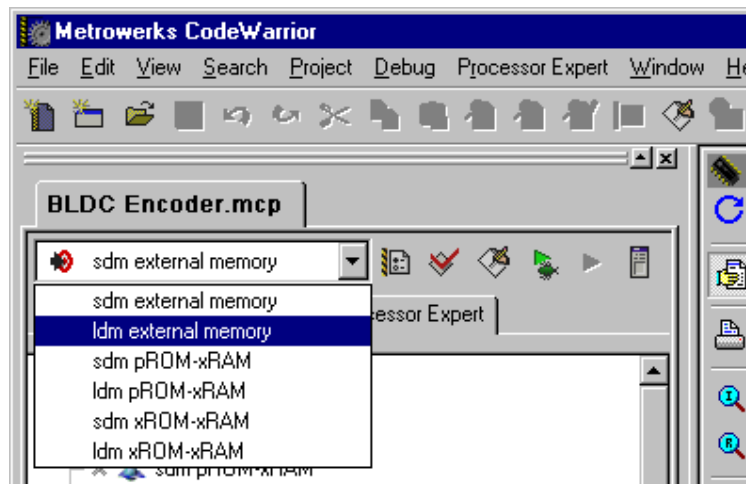 Metrowerks CodeWarrior
File Edit View Search Project Debug Processor Expert Window
BLDC Encoder.mcp
sdm external memory
sdm external memory
ldm external memory
sdm pROM-xRAM
ldm pROM-xRAM
sdm xROM-xRAM
ldm xROM-xRAM
Expert
sdm pROM-xRAM